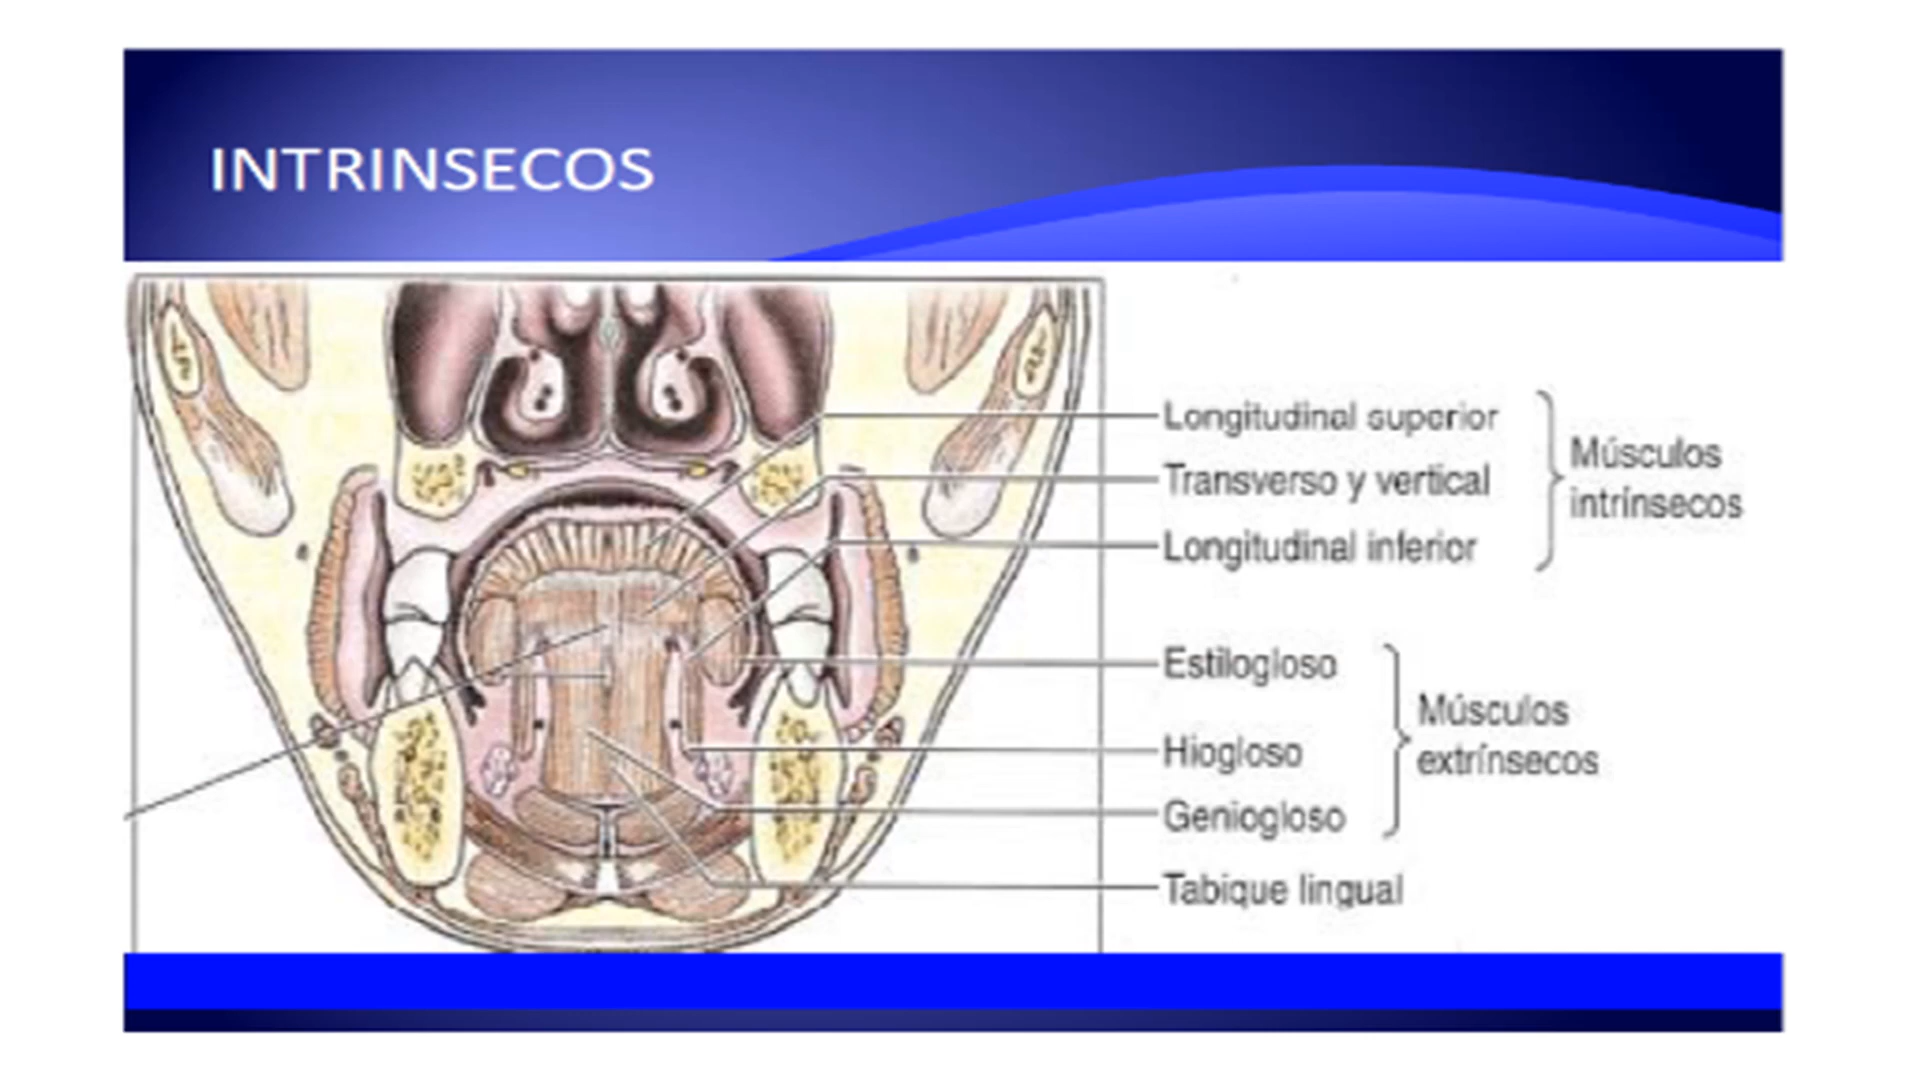 INTRINSECOS
Longitudinal superior
Transverso y vertical
Longitudinal inferior
Músculos
intrínsecos
Estilogloso
Hiogloso
Geniogloso
Músculos
extrínsecos
Tabique lingual